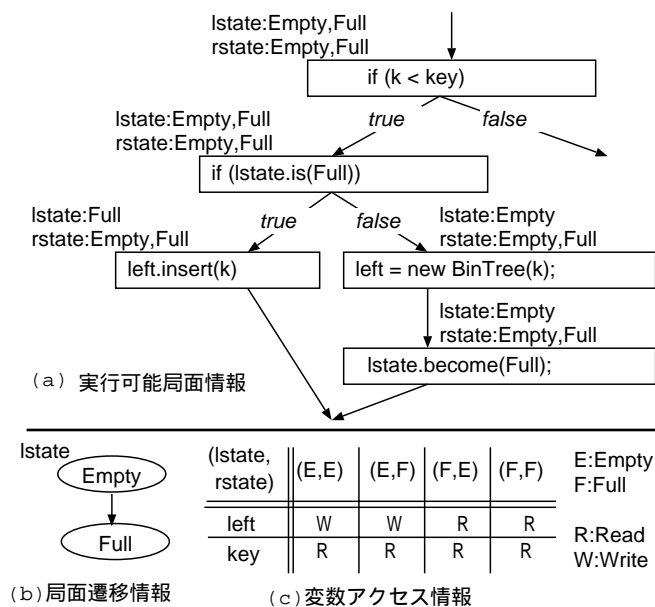 lstate:Empty,Full
rstate:Empty,Full
if (k < key)
lstate:Empty,Full
rstate:Empty,Full
true
false
if (lstate.is(Full))
lstate:Full
rstate:Empty,Full
true
false
lstate:Empty
rstate:Empty,Full
left.insert(k)
left = new BinTree(k);
lstate:Empty
rstate:Empty,Full
lstate.become(Full);
(a) 実行可能局面情報
lstate
Empty
Full
(b)局面遷移情報
(lstate,
rstate)
(E,E) (E,F) (F,E) (F,F)
left W W R R
key R R R R
E:Empty
F:Full
R:Read
W:Write
(c)変数アクセス情報